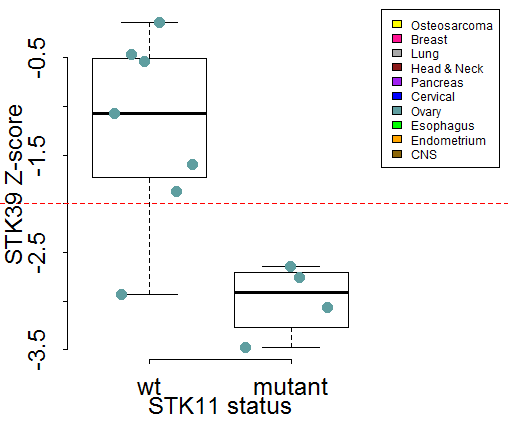 Osteosarcoma
Breast
Lung
Head & Neck
Pancreas
Cervical
Ovary
Esophagus
Endometrium
CNS
STK39 Z-score
-0.5
-1.5
-2.5
-3.5
wt
mutant
STK11 status